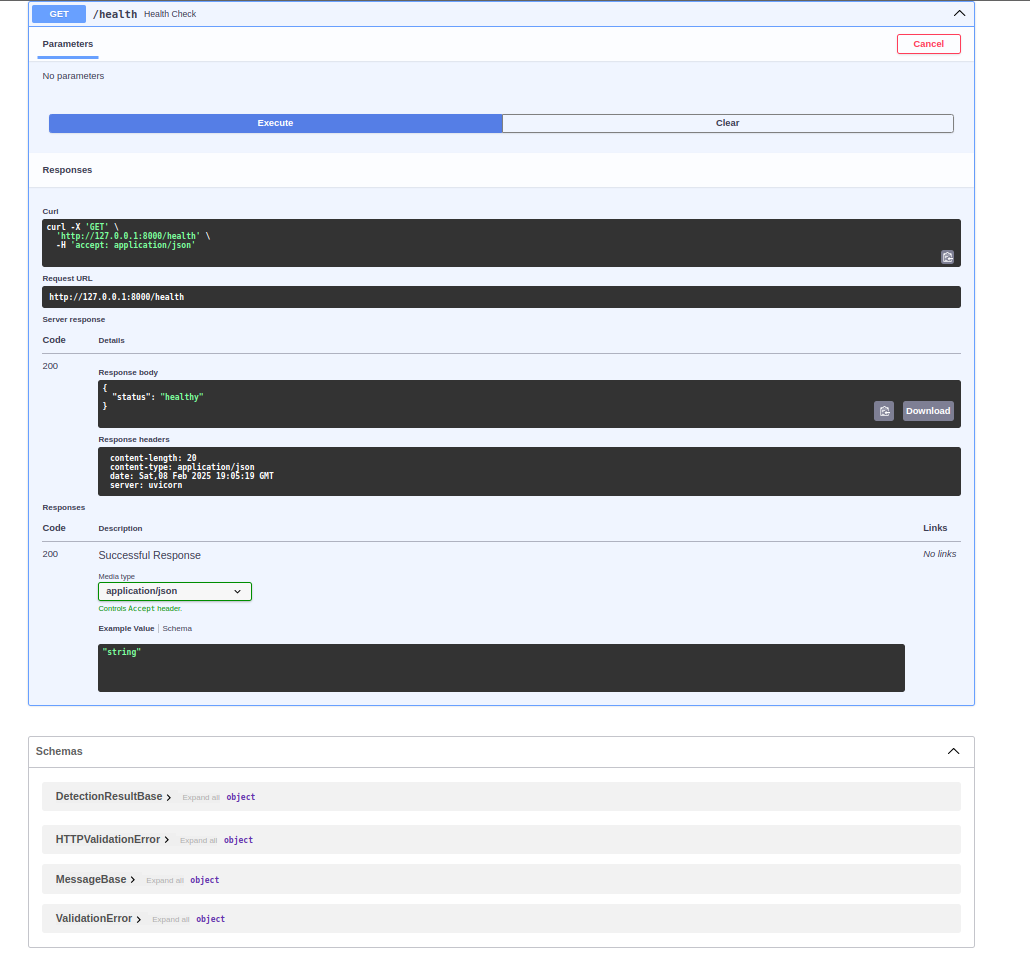 GET /health Health Check
Parameters
Cancel
No parameters
Execute
Clear
Responses
Curl
curl -X 'GET' \
'http://127.0.0.1:8000/health' \
-H 'accept: application/json'
Request URL
http://127.0.0.1:8000/health
Server response
Code Details
200
Response body
{
"status": "healthy"
}
Download
Response headers
content-length: 20
content-type: application/json
date: Sat,08 Feb 2025 19:05:19 GMT
server: uvicorn
Responses
Code Description Links
200 Successful Response No links
Media type
application/json
Controls Accept header.
Example Value Schema
"string"
Schemas
DetectionResultBase Expand all object
HTTPValidationError Expand all object
MessageBase Expand all object
ValidationError Expand all object